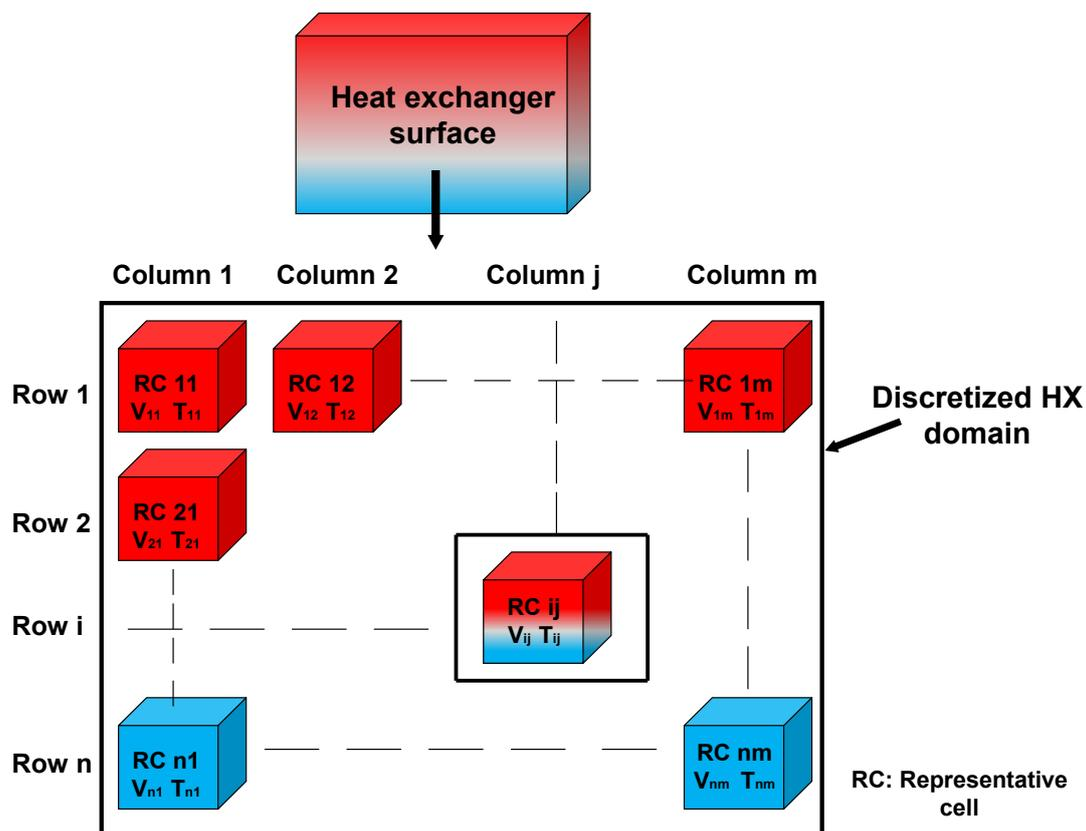 Heat exchanger
surface
Column 1 Column 2 Column j Column m
Row 1
RC 11
V11 T11
RC 12
V12 T12
RC 1m
V1m T1m
Discretized HX
domain
Row 2
RC 21
V21 T21
Row i
RC ij
Vij Tij
Row n
RC n1
Vn1 Tn1
RC nm
Vnm Tnm
RC: Representative
cell